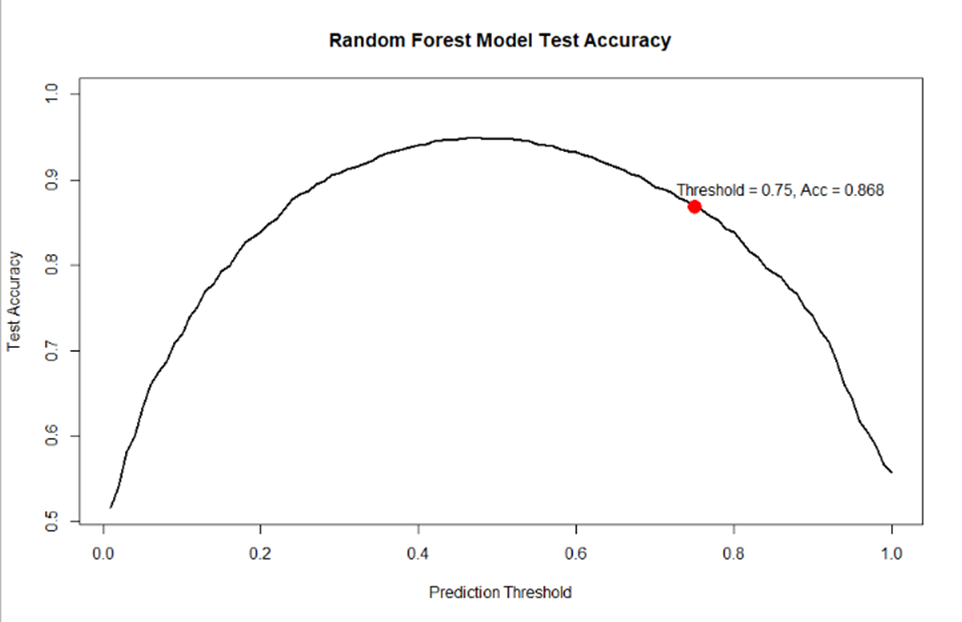 Random Forest Model Test Accuracy
1.0
0.9
0.8
0.7
0.6
0.5
Test Accuracy
Threshold = 0.75, Acc = 0.868
0.0 0.2 0.4 0.6 0.8 1.0
Prediction Threshold